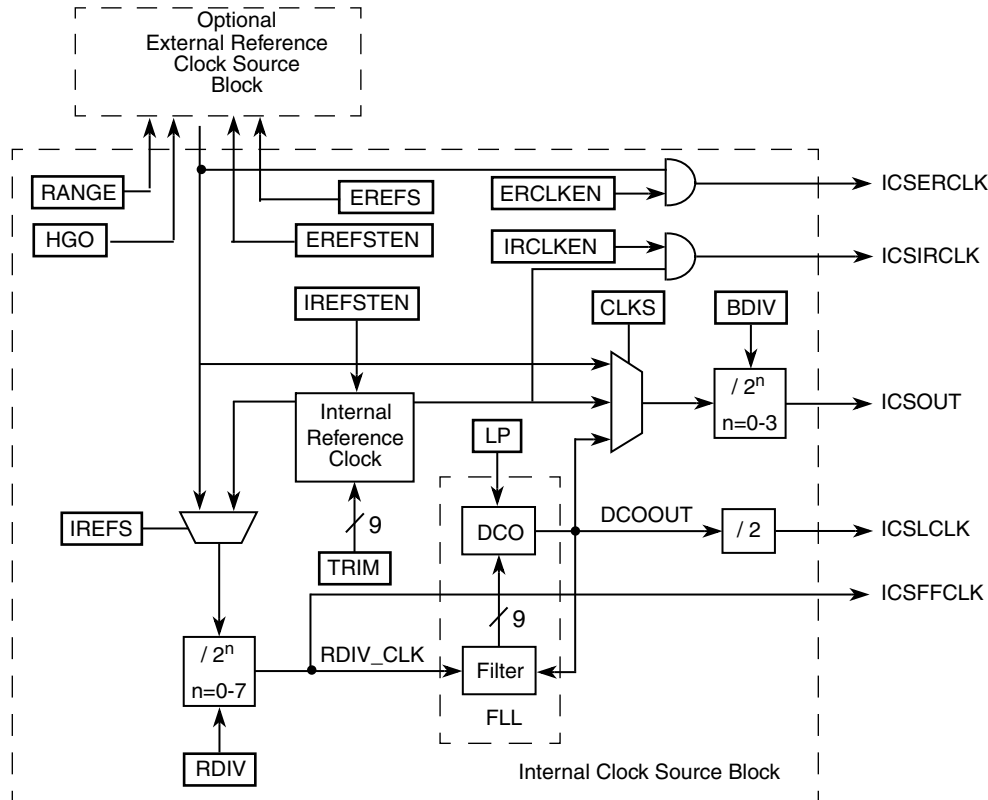 Optional
External Reference
Clock Source
Block
RANGE
HGO
EREFS
EREFSTEN
ERCLKEN
IRCLKEN
ICSERCLK
ICSIRCLK
IREFSTEN
CLKS
BDIV
Internal
Reference
Clock
/ 2ⁿ
n=0-3
ICSOUT
LP
IREFS
9
TRIM
DCO
DCOOUT
/ 2
ICSLCLK
ICSFFCLK
9
/ 2ⁿ
n=0-7
RDIV_CLK
Filter
FLL
RDIV
Internal Clock Source Block